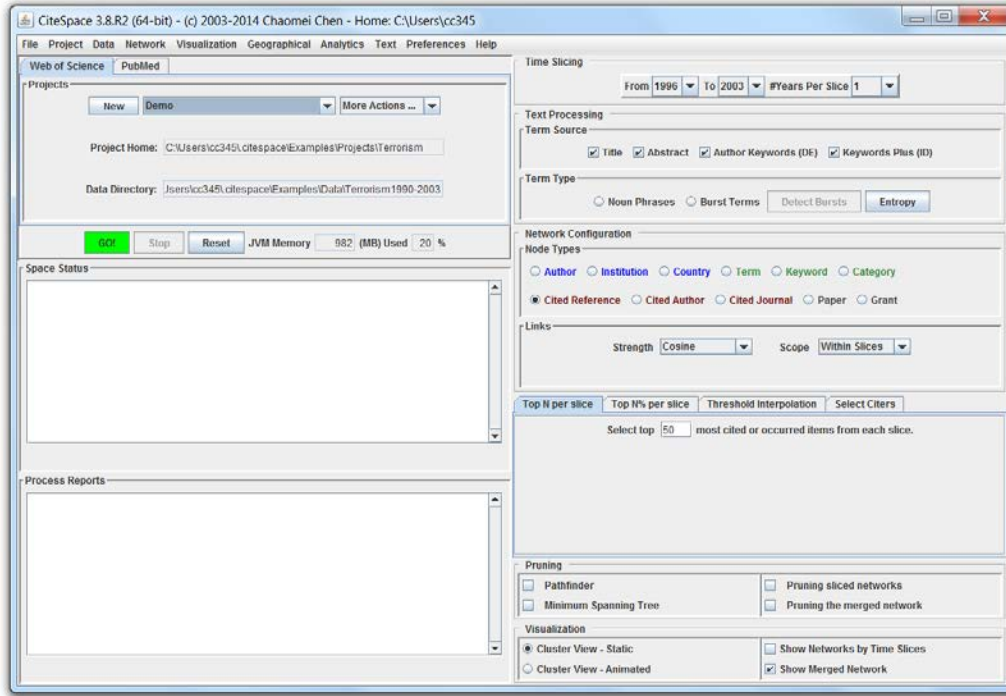 CiteSpace 3.8.R2 (64-bit) - (c) 2003-2014 Chaomei Chen - Home: C:\Users\cc345
File Project Data Network Visualization Geographical Analytics Text Preferences Help
Web of Science PubMed
Projects
New Demo More Actions ...
Project Home: C:\Users\cc345\.citespace\Examples\Projects\Terrorism
Data Directory: Jsers\cc345\.citespace\Examples\Data\Terrorism1990-2003
GO! Stop Reset JVM Memory 982 (MB) Used 20 %
Space Status
Process Reports
Time Slicing
From 1996 To 2003 #Years Per Slice 1
Text Processing
Term Source
Title Abstract Author Keywords (DE) Keywords Plus (ID)
Term Type
Noun Phrases Burst Terms Detect Bursts Entropy
Network Configuration
Node Types
Author Institution Country Term Keyword Category
Cited Reference Cited Author Cited Journal Paper Grant
Links
Strength Cosine Scope Within Slices
Top N per slice Top N% per slice Threshold Interpolation Select Citers
Select top 50 most cited or occurred items from each slice.
Pruning
Pathfinder Pruning sliced networks
Minimum Spanning Tree Pruning the merged network
Visualization
Cluster View - Static Show Networks by Time Slices
Cluster View - Animated Show Merged Network